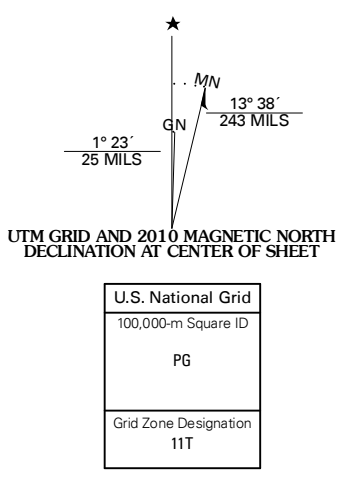 ★
MN
GN
13° 38´
243 MILS
1° 23´
25 MILS
UTM GRID AND 2010 MAGNETIC NORTH
DECLINATION AT CENTER OF SHEET
U.S. National Grid
100,000-m Square ID
PG
Grid Zone Designation
11T